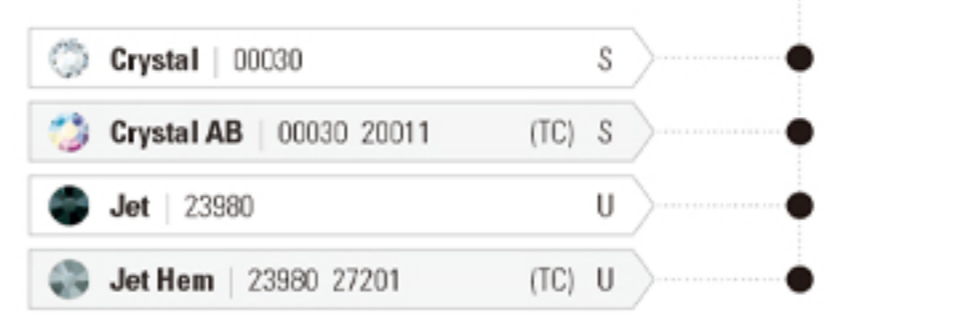 Crystal | 00030 S
Crystal AB | 00030 20011 (TC) S
Jet | 23980 U
Jet Hem | 23980 27201 (TC) U